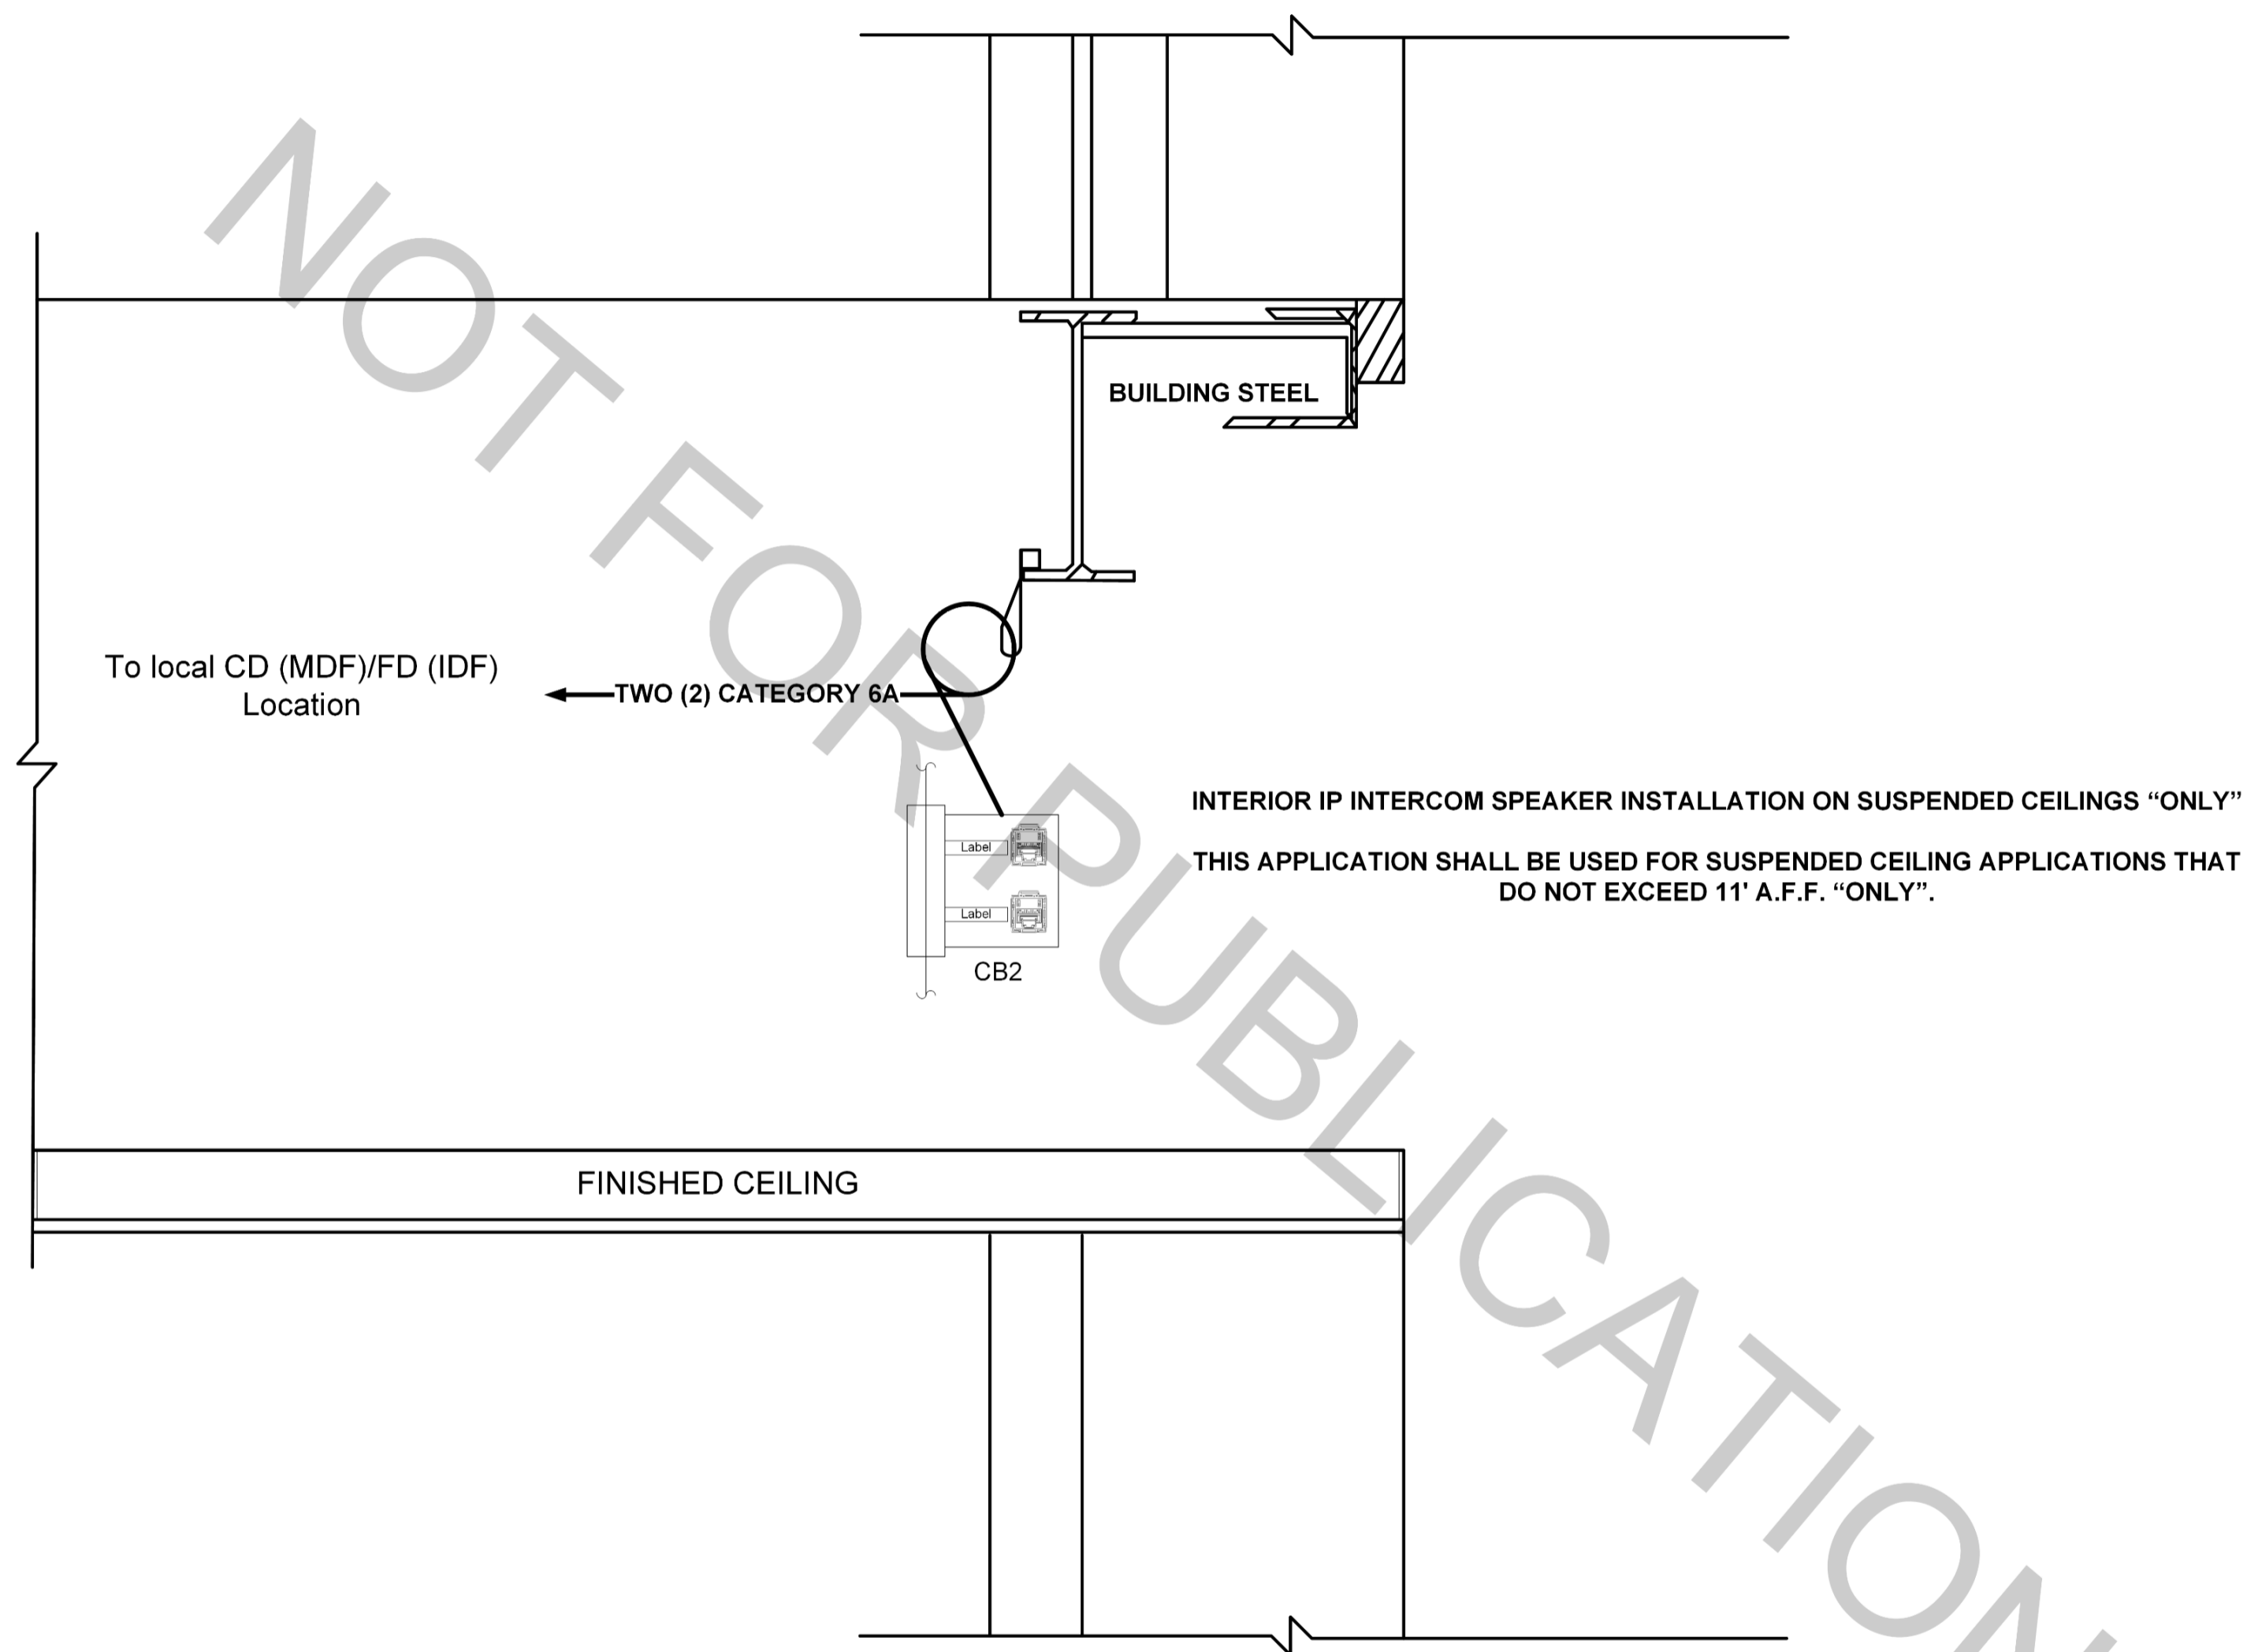 NOT FOR PUBLICATION
BUILDING STEEL
To local CD (MDF)/FD (IDF)
Location
TWO (2) CATEGORY 6A
INTERIOR IP INTERCOM SPEAKER INSTALLATION ON SUSPENDED CEILINGS “ONLY”
THIS APPLICATION SHALL BE USED FOR SUSPENDED CEILING APPLICATIONS THAT
DO NOT EXCEED 11' A.F.F. “ONLY”.
Label
Label
CB2
FINISHED CEILING